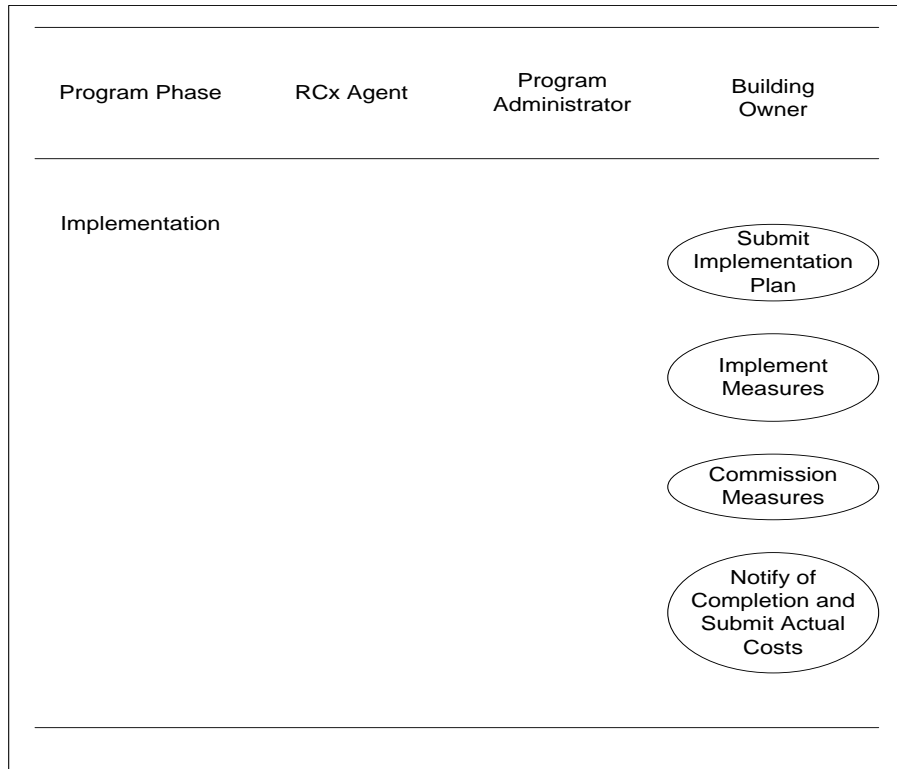 Program Phase
RCx Agent
Program
Administrator
Building
Owner
Implementation
Submit
Implementation
Plan
Implement
Measures
Commission
Measures
Notify of
Completion and
Submit Actual
Costs